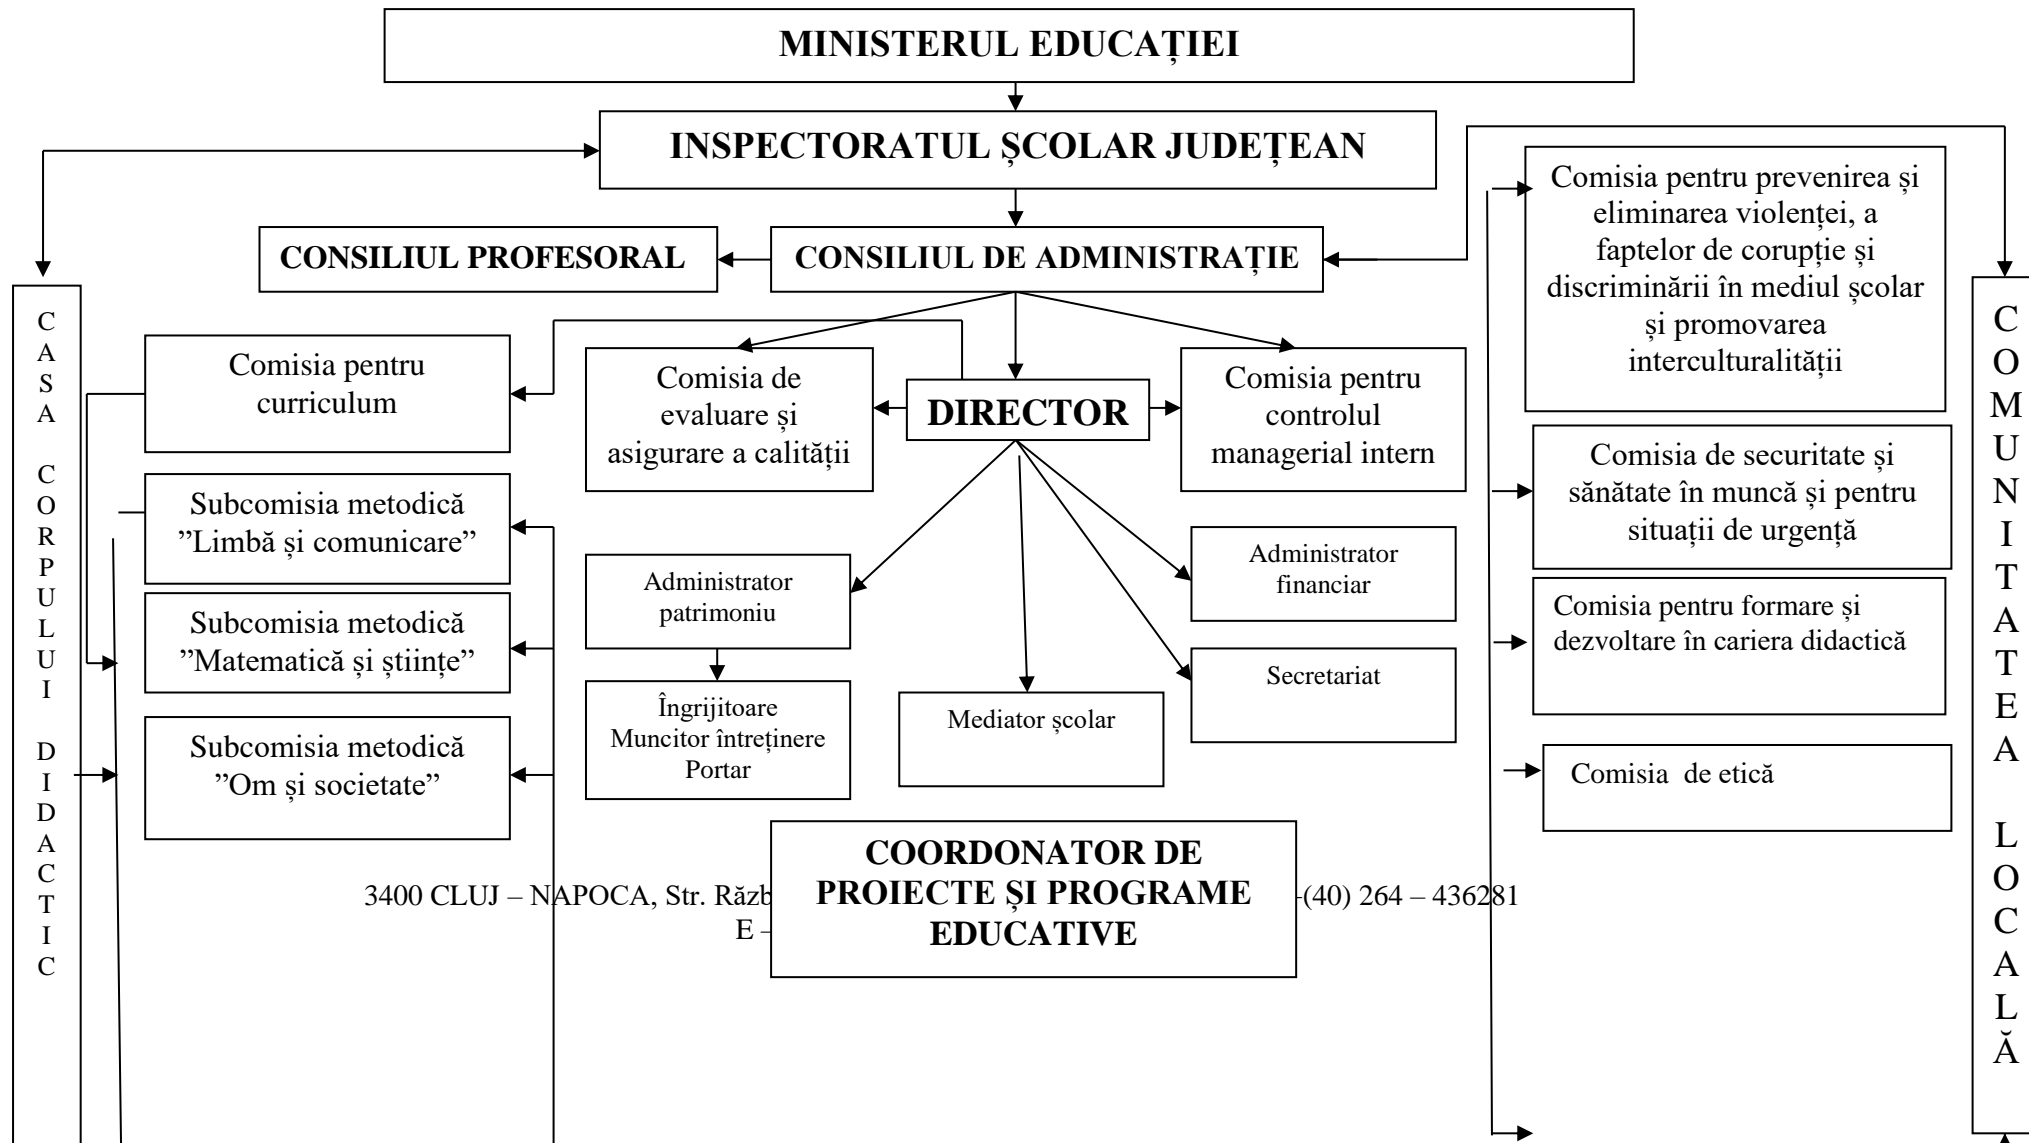 MINISTERUL EDUCAȚIEI
INSPECTORATUL ȘCOLAR JUDEȚEAN
CONSILIUL PROFESORAL
CONSILIUL DE ADMINISTRAȚIE
CASA CORPULUI DIDACTIC
Comisia pentru
curriculum
Subcomisia metodică
”Limbă și comunicare”
Subcomisia metodică
”Matematică și științe”
Subcomisia metodică
”Om și societate”
Comisia de
evaluare și
asigurare a calității
DIRECTOR
Comisia pentru
controlul
managerial intern
Administrator
patrimoniu
Îngrijitoare
Muncitor întreținere
Portar
Mediator școlar
Administrator
financiar
Secretariat
Comisia pentru prevenirea și
eliminarea violenței, a
faptelor de corupție și
discriminării în mediul școlar
și promovarea
interculturalității
Comisia de securitate și
sănătate în muncă și pentru
situații de urgență
Comisia pentru formare și
dezvoltare în cariera didactică
Comisia  de etică
COMUNITATEA LOCALĂ
COORDONATOR DE
PROIECTE ȘI PROGRAME
EDUCATIVE
3400 CLUJ – NAPOCA, Str. (40) 264 – 436281
E –